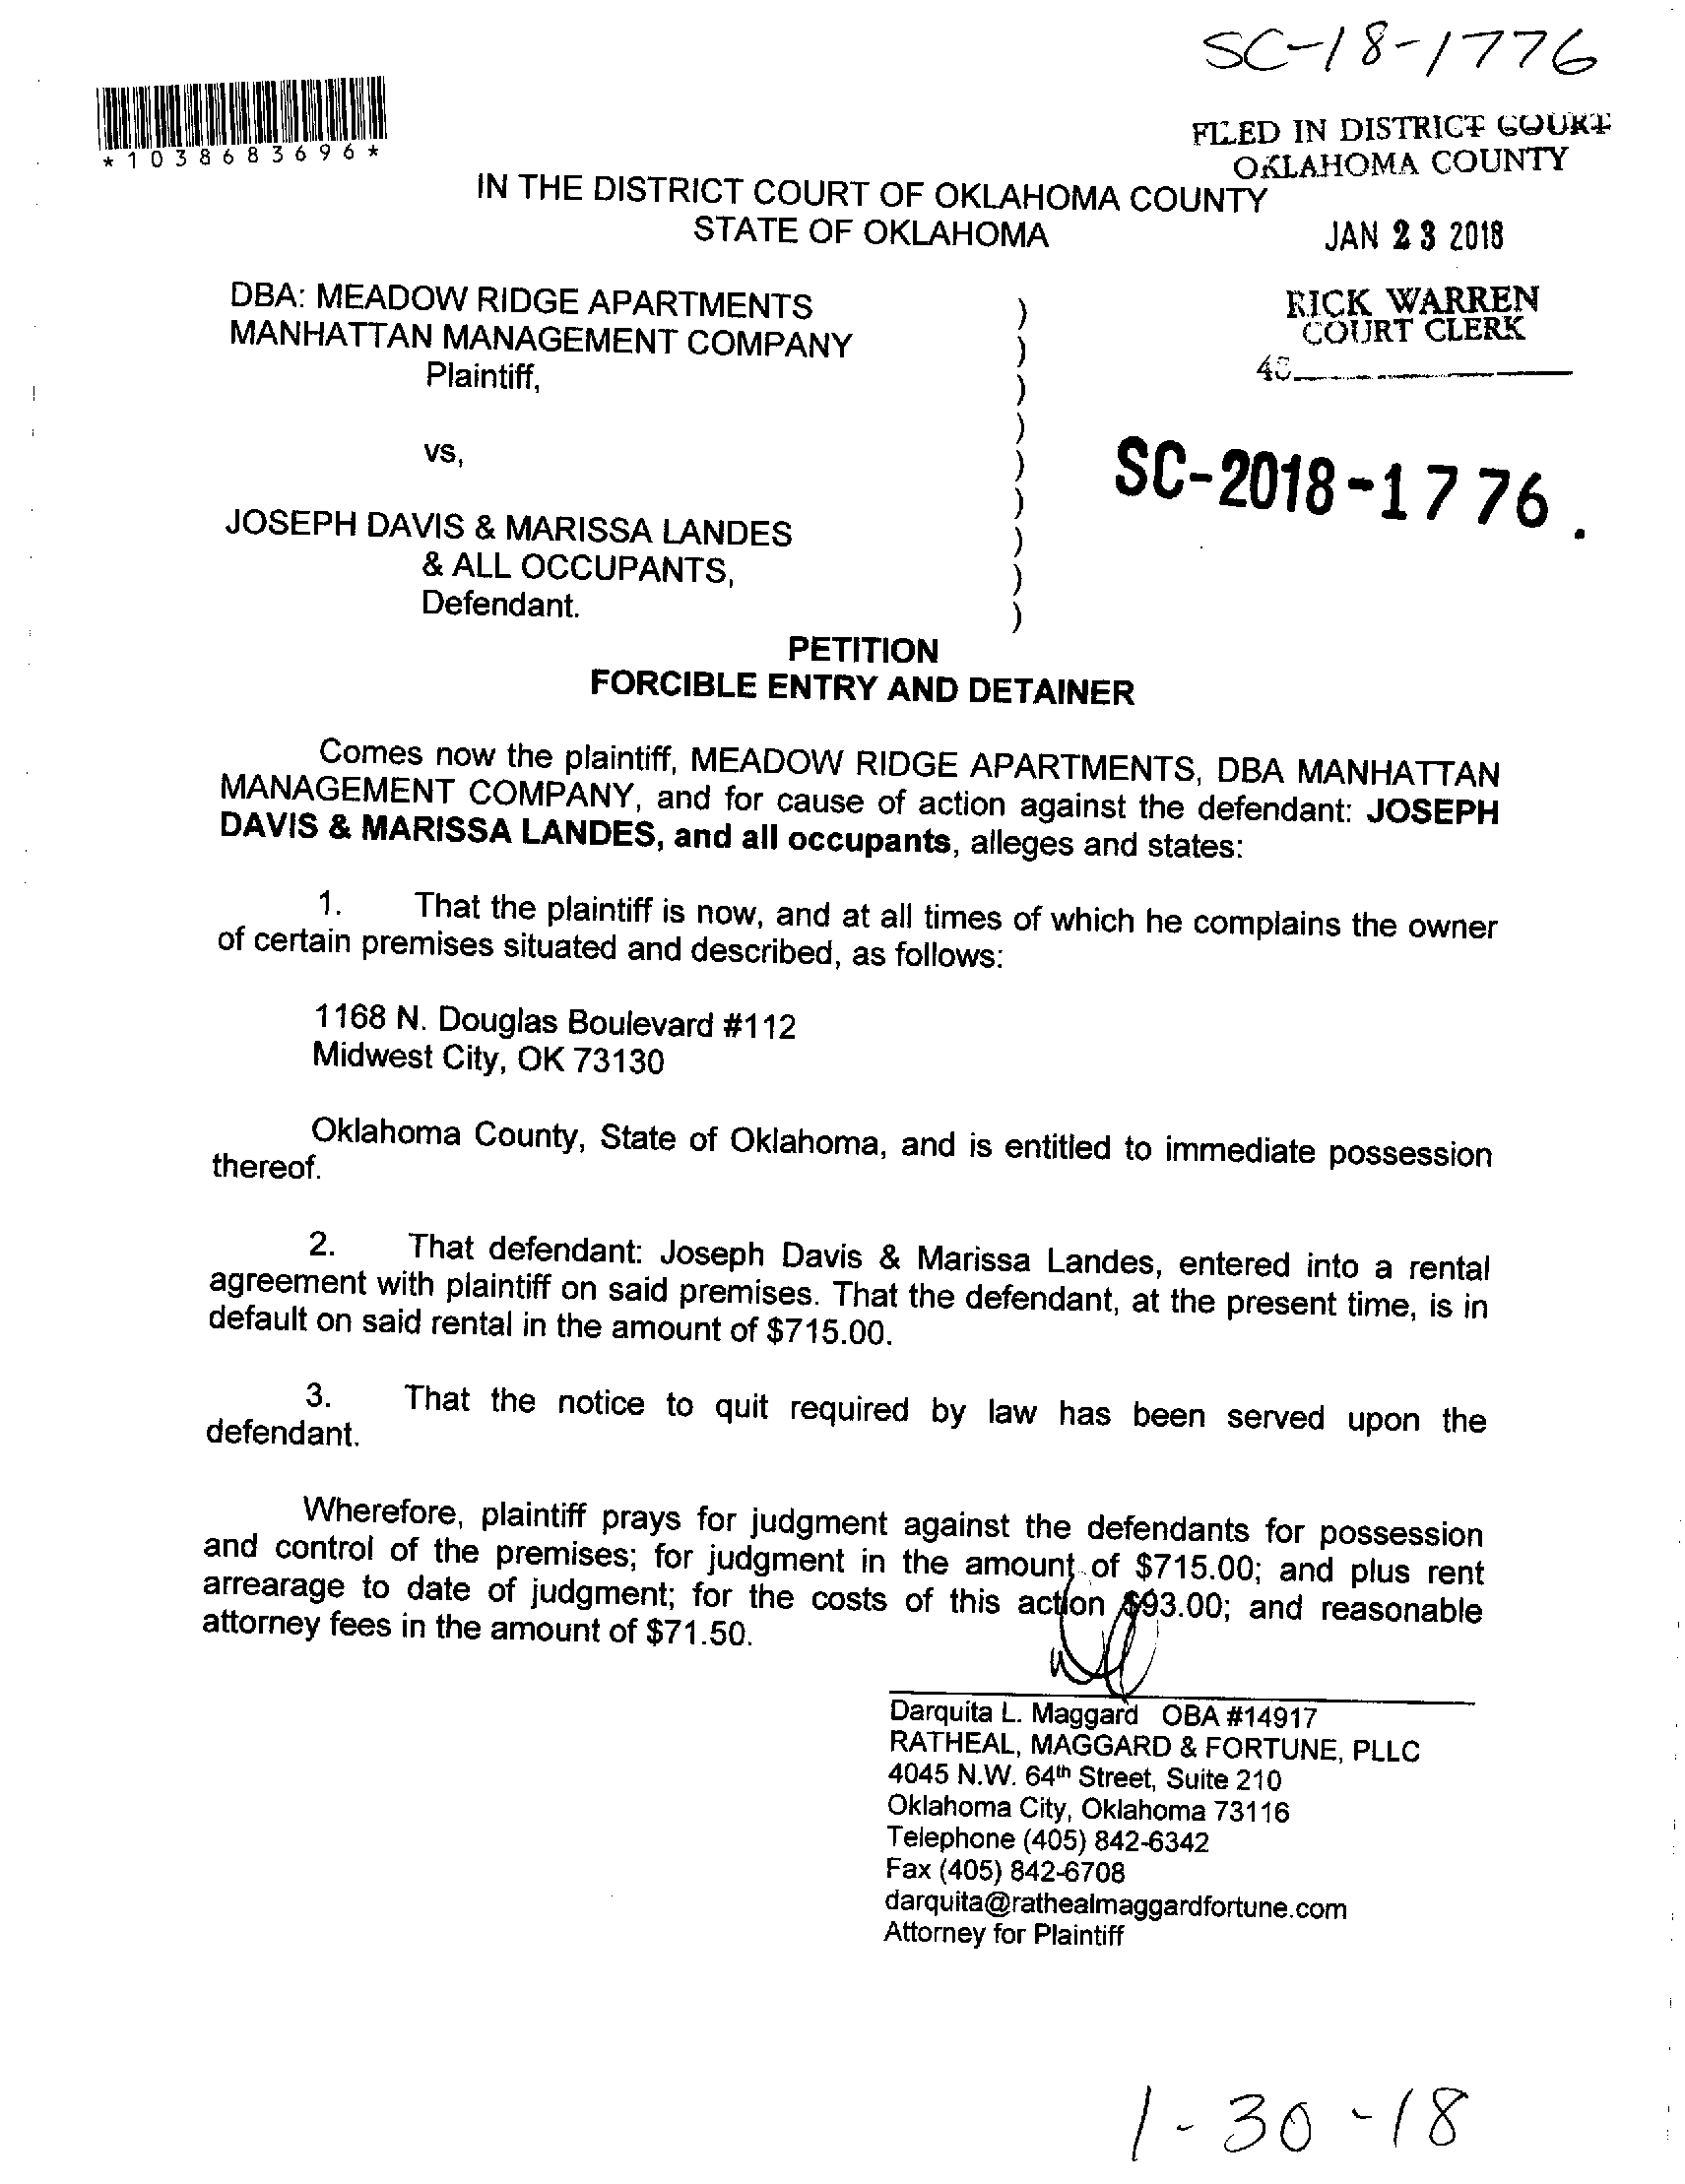 SC-18-1776
*1038683696*
FILED IN DISTRICT COURT
OKLAHOMA COUNTY
IN THE DISTRICT COURT OF OKLAHOMA COUNTY
STATE OF OKLAHOMA
JAN 23 2018
DBA: MEADOW RIDGE APARTMENTS )
MANHATTAN MANAGEMENT COMPANY )
Plaintiff, )
RICK WARREN
COURT CLERK
)
vs, )
)
SC-2018-1776.
JOSEPH DAVIS & MARISSA LANDES )
& ALL OCCUPANTS, )
Defendant. )
PETITION
FORCIBLE ENTRY AND DETAINER
Comes now the plaintiff, MEADOW RIDGE APARTMENTS, DBA MANHATTAN
MANAGEMENT COMPANY, and for cause of action against the defendant: JOSEPH
DAVIS & MARISSA LANDES, and all occupants, alleges and states:
1. That the plaintiff is now, and at all times of which he complains the owner
of certain premises situated and described, as follows:
1168 N. Douglas Boulevard #112
Midwest City, OK 73130
Oklahoma County, State of Oklahoma, and is entitled to immediate possession
thereof.
2. That defendant: Joseph Davis & Marissa Landes, entered into a rental
agreement with plaintiff on said premises. That the defendant, at the present time, is in
default on said rental in the amount of $715.00.
3. That the notice to quit required by law has been served upon the
defendant.
Wherefore, plaintiff prays for judgment against the defendants for possession
and control of the premises; for judgment in the amount of $715.00; and plus rent
arrearage to date of judgment; for the costs of this action $93.00; and reasonable
attorney fees in the amount of $71.50.
Darquita L. Maggard OBA #14917
RATHEAL, MAGGARD & FORTUNE, PLLC
4045 N.W. 64th Street, Suite 210
Oklahoma City, Oklahoma 73116
Telephone (405) 842-6342
Fax (405) 842-6708
darquita@rathealmaggardfortune.com
Attorney for Plaintiff
1-30-18